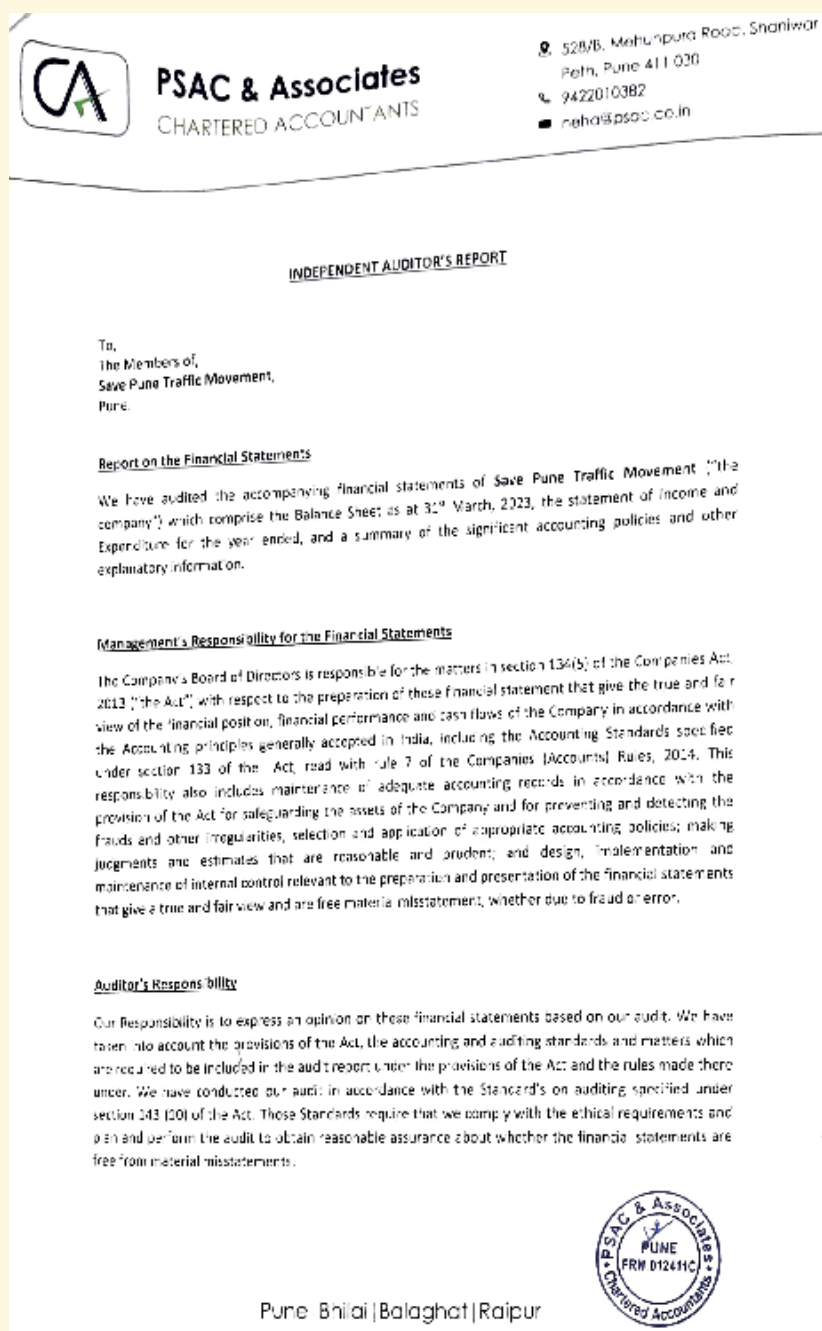 CA
PSAC & Associates
CHARTERED ACCOUNTANTS
528/B, Mehunpura Road, Shaniwar
Peth, Pune 411 030
9422010382
neha@psac.co.in
INDEPENDENT AUDITOR'S REPORT
To,
The Members of,
Save Pune Traffic Movement,
Pune.
Report on the Financial Statements
We have audited the accompanying financial statements of Save Pune Traffic Movement ("the
company") which comprise the Balance Sheet as at 31st March, 2023, the statement of Income and
Expenditure for the year ended, and a summary of the significant accounting policies and other
explanatory information.
Management's Responsibility for the Financial Statements
The Company's Board of Directors is responsible for the matters in section 134(5) of the Companies Act,
2013 ("the Act") with respect to the preparation of these financial statement that give the true and fair
view of the financial position, financial performance and cash flows of the Company in accordance with
the Accounting principles generally accepted in India, including the Accounting Standards specified
under section 133 of the Act, read with rule 7 of the Companies (Accounts) Rules, 2014. This
responsibility also includes maintenance of adequate accounting records in accordance with the
provision of the Act for safeguarding the assets of the Company and for preventing and detecting the
frauds and other irregularities, selection and application of appropriate accounting policies; making
judgments and estimates that are reasonable and prudent; and design, implementation and
maintenance of internal control relevant to the preparation and presentation of the financial statements
that give a true and fair view and are free material misstatement, whether due to fraud or error.
Auditor's Responsibility
Our Responsibility is to express an opinion on these financial statements based on our audit. We have
taken into account the provisions of the Act, the accounting and auditing standards and matters which
are required to be included in the audit report under the provisions of the Act and the rules made there
under. We have conducted our audit in accordance with the Standard's on auditing specified under
section 143 (10) of the Act. Those Standards require that we comply with the ethical requirements and
plan and perform the audit to obtain reasonable assurance about whether the financial statements are
free from material misstatements.
PSAC & Associates
PUNE
FRN 012411C
Chartered Accountants
Pune Bhilai|Balaghat|Raipur